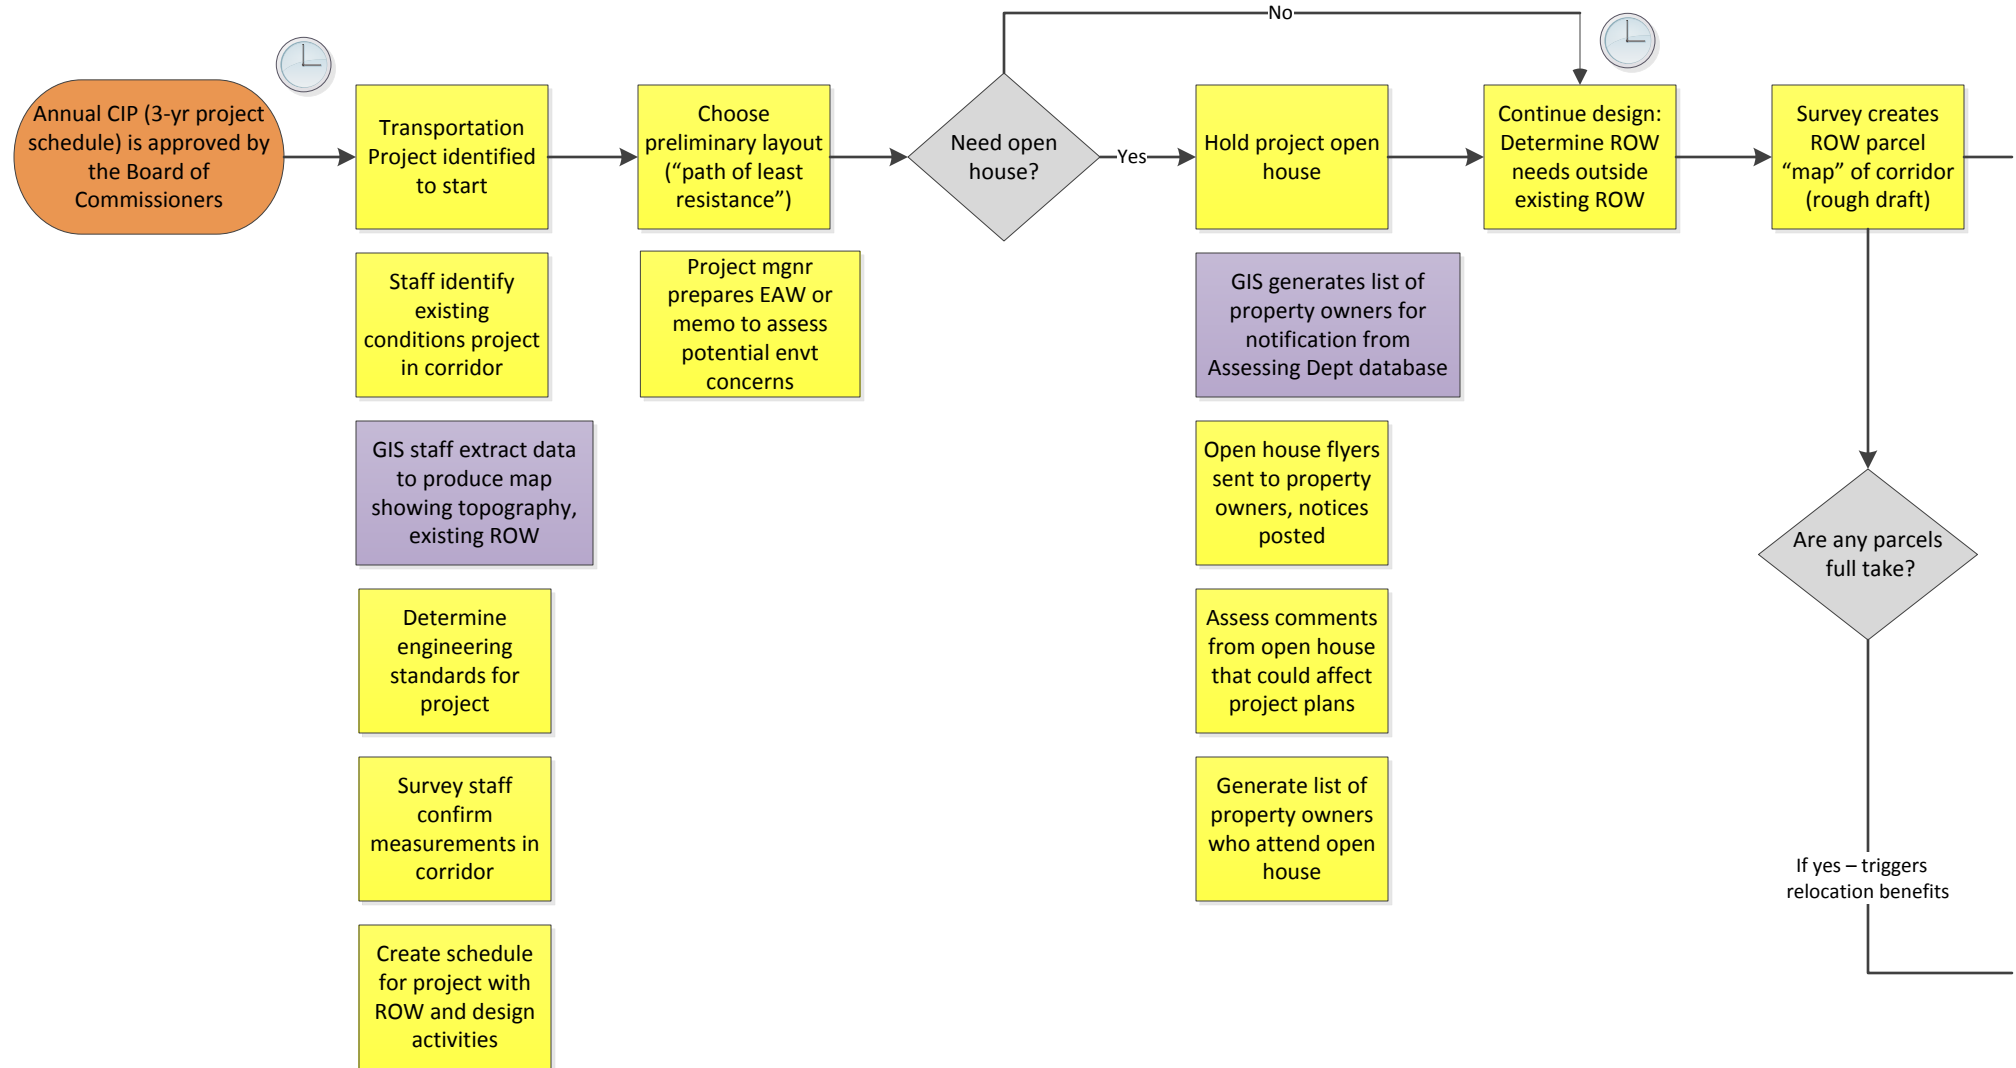 Annual CIP (3-yr project
schedule) is approved by
the Board of
Commissioners
Transportation
Project identified
to start
Choose
preliminary layout
(“path of least
resistance”)
Need open
house?
No
Yes
Hold project open
house
Continue design:
Determine ROW
needs outside
existing ROW
Survey creates
ROW parcel
“map” of corridor
(rough draft)
Staff identify
existing
conditions project
in corridor
Project mgnr
prepares EAW or
memo to assess
potential envt
concerns
GIS generates list of
property owners for
notification from
Assessing Dept database
GIS staff extract data
to produce map
showing topography,
existing ROW
Open house flyers
sent to property
owners, notices
posted
Are any parcels
full take?
Determine
engineering
standards for
project
Assess comments
from open house
that could affect
project plans
Survey staff
confirm
measurements in
corridor
Generate list of
property owners
who attend open
house
If yes – triggers
relocation benefits
Create schedule
for project with
ROW and design
activities